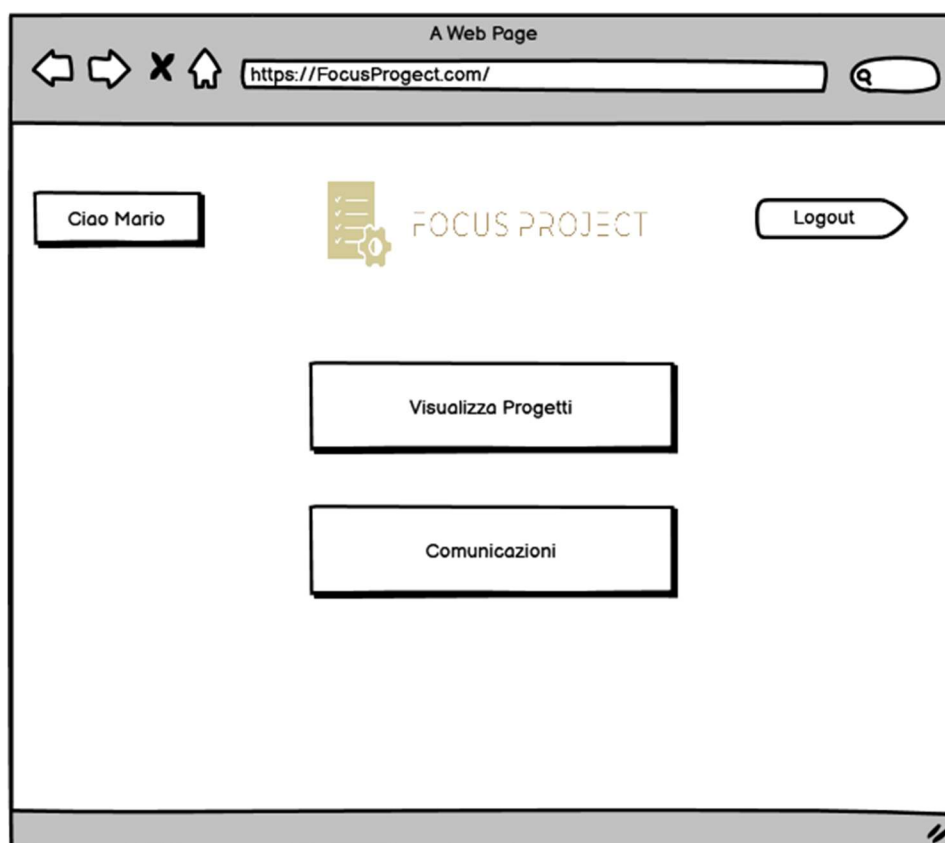 A Web Page
https://FocusProgect.com/
Ciao Mario
FOCUS PROJECT
Logout
Visualizza Progetti
Comunicazioni